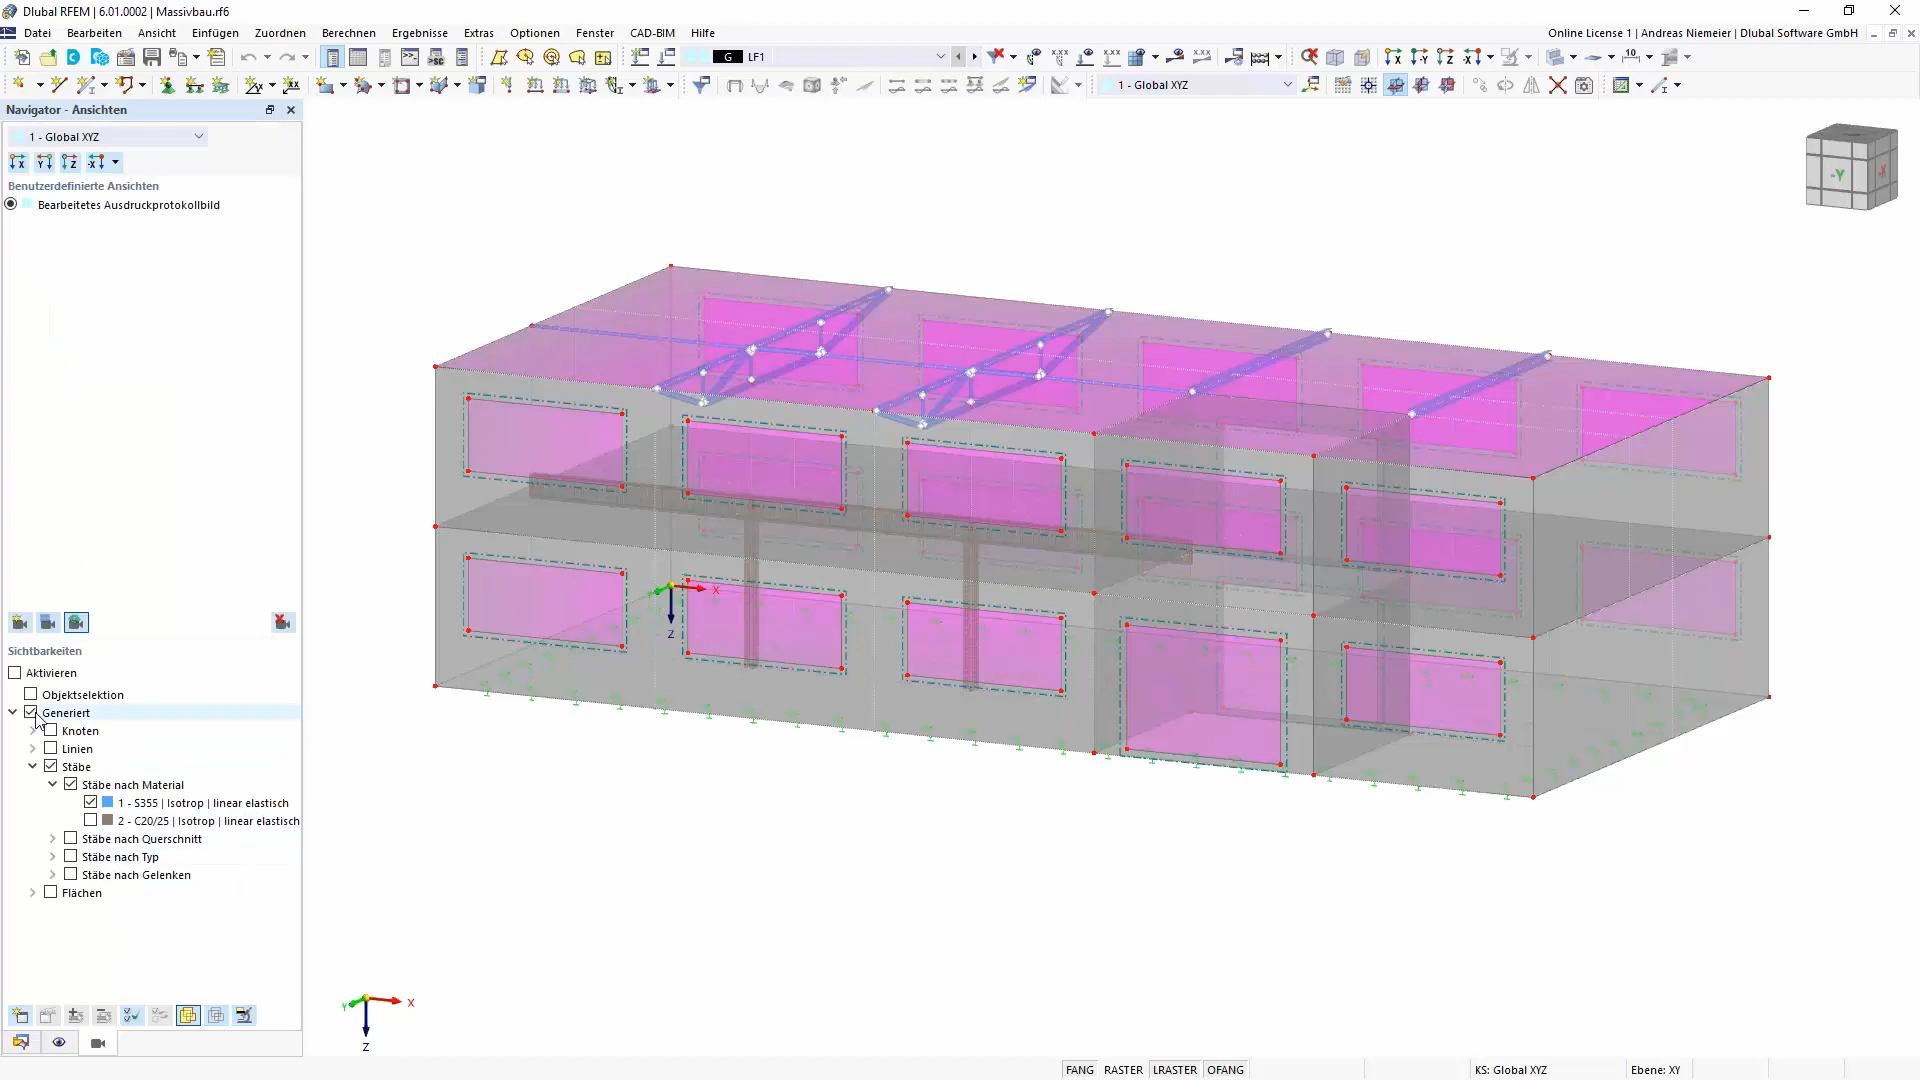 Dlubal RFEM | 6.01.0002 | Massivbau.rf6
Datei Bearbeiten Ansicht Einfügen Zuordnen Berechnen Ergebnisse Extras Optionen Fenster CAD-BIM Hilfe
Online License 1 | Andreas Niemeier | Dlubal Software GmbH
G LF1
1 - Global XYZ
Navigator - Ansichten
1 - Global XYZ
Benutzerdefinierte Ansichten
Bearbeitetes Ausdruckprotokollbild
-Y
-X
X
Z
Sichtbarkeiten
Aktivieren
Objektselektion
Generiert
Knoten
Linien
Stäbe
Stäbe nach Material
1 - S355 | Isotrop | linear elastisch
2 - C20/25 | Isotrop | linear elastisch
Stäbe nach Querschnitt
Stäbe nach Typ
Stäbe nach Gelenken
Flächen
Y
X
Z
FANG RASTER LRASTER OFANG
KS: Global XYZ
Ebene: XY